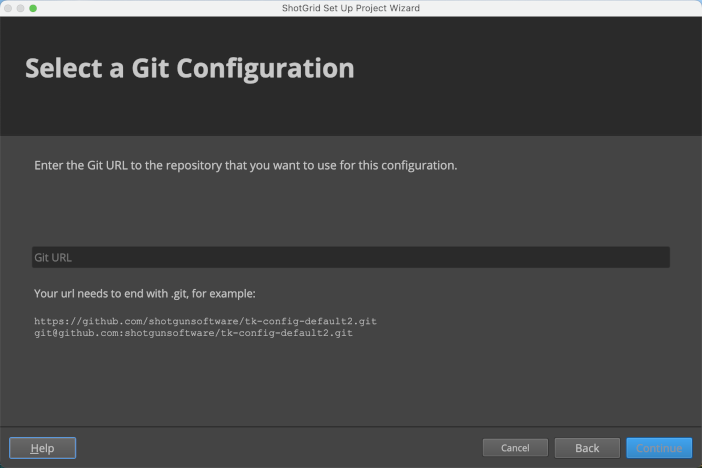 ShotGrid Set Up Project Wizard
Select a Git Configuration
Enter the Git URL to the repository that you want to use for this configuration.
Git URL
Your url needs to end with .git, for example:
https://github.com/shotgunsoftware/tk-config-default2.git
git@github.com:shotgunsoftware/tk-config-default2.git
Help Cancel Back Continue